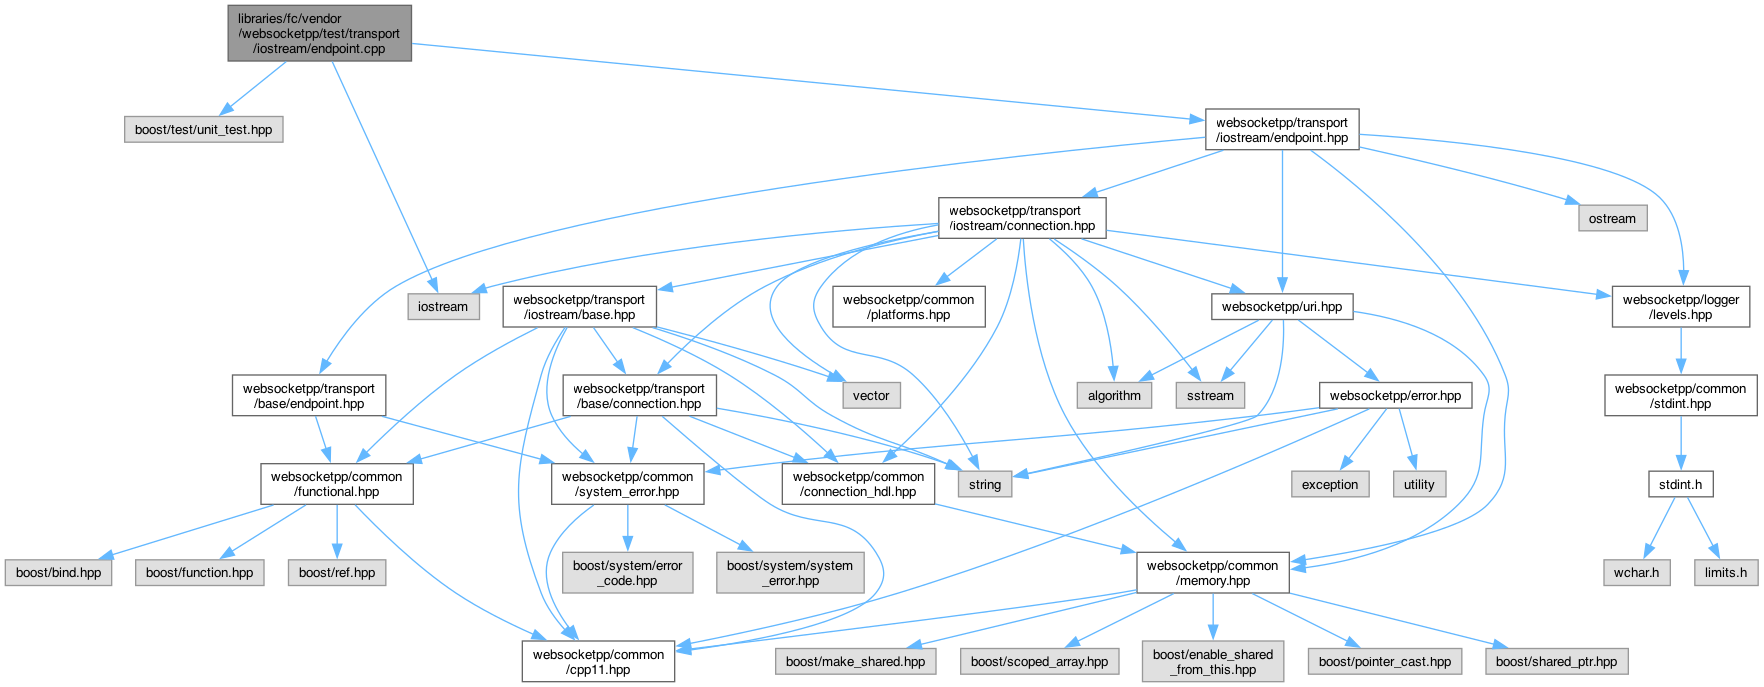 libraries/fc/vendor
/websocketpp/test/transport
/iostream/endpoint.cpp
boost/test/unit_test.hpp
websocketpp/transport
/iostream/endpoint.hpp
websocketpp/transport
/iostream/connection.hpp
ostream
websocketpp/transport
/iostream/base.hpp
iostream
websocketpp/common
/platforms.hpp
websocketpp/uri.hpp
websocketpp/logger
/levels.hpp
websocketpp/transport
/base/endpoint.hpp
websocketpp/transport
/base/connection.hpp
vector
algorithm
sstream
websocketpp/error.hpp
websocketpp/common
/stdint.hpp
websocketpp/common
/functional.hpp
websocketpp/common
/system_error.hpp
websocketpp/common
/connection_hdl.hpp
string
exception
utility
stdint.h
boost/bind.hpp
boost/function.hpp
boost/ref.hpp
boost/system/error
_code.hpp
boost/system/system
_error.hpp
websocketpp/common
/memory.hpp
wchar.h
limits.h
websocketpp/common
/cpp11.hpp
boost/make_shared.hpp
boost/scoped_array.hpp
boost/enable_shared
_from_this.hpp
boost/pointer_cast.hpp
boost/shared_ptr.hpp